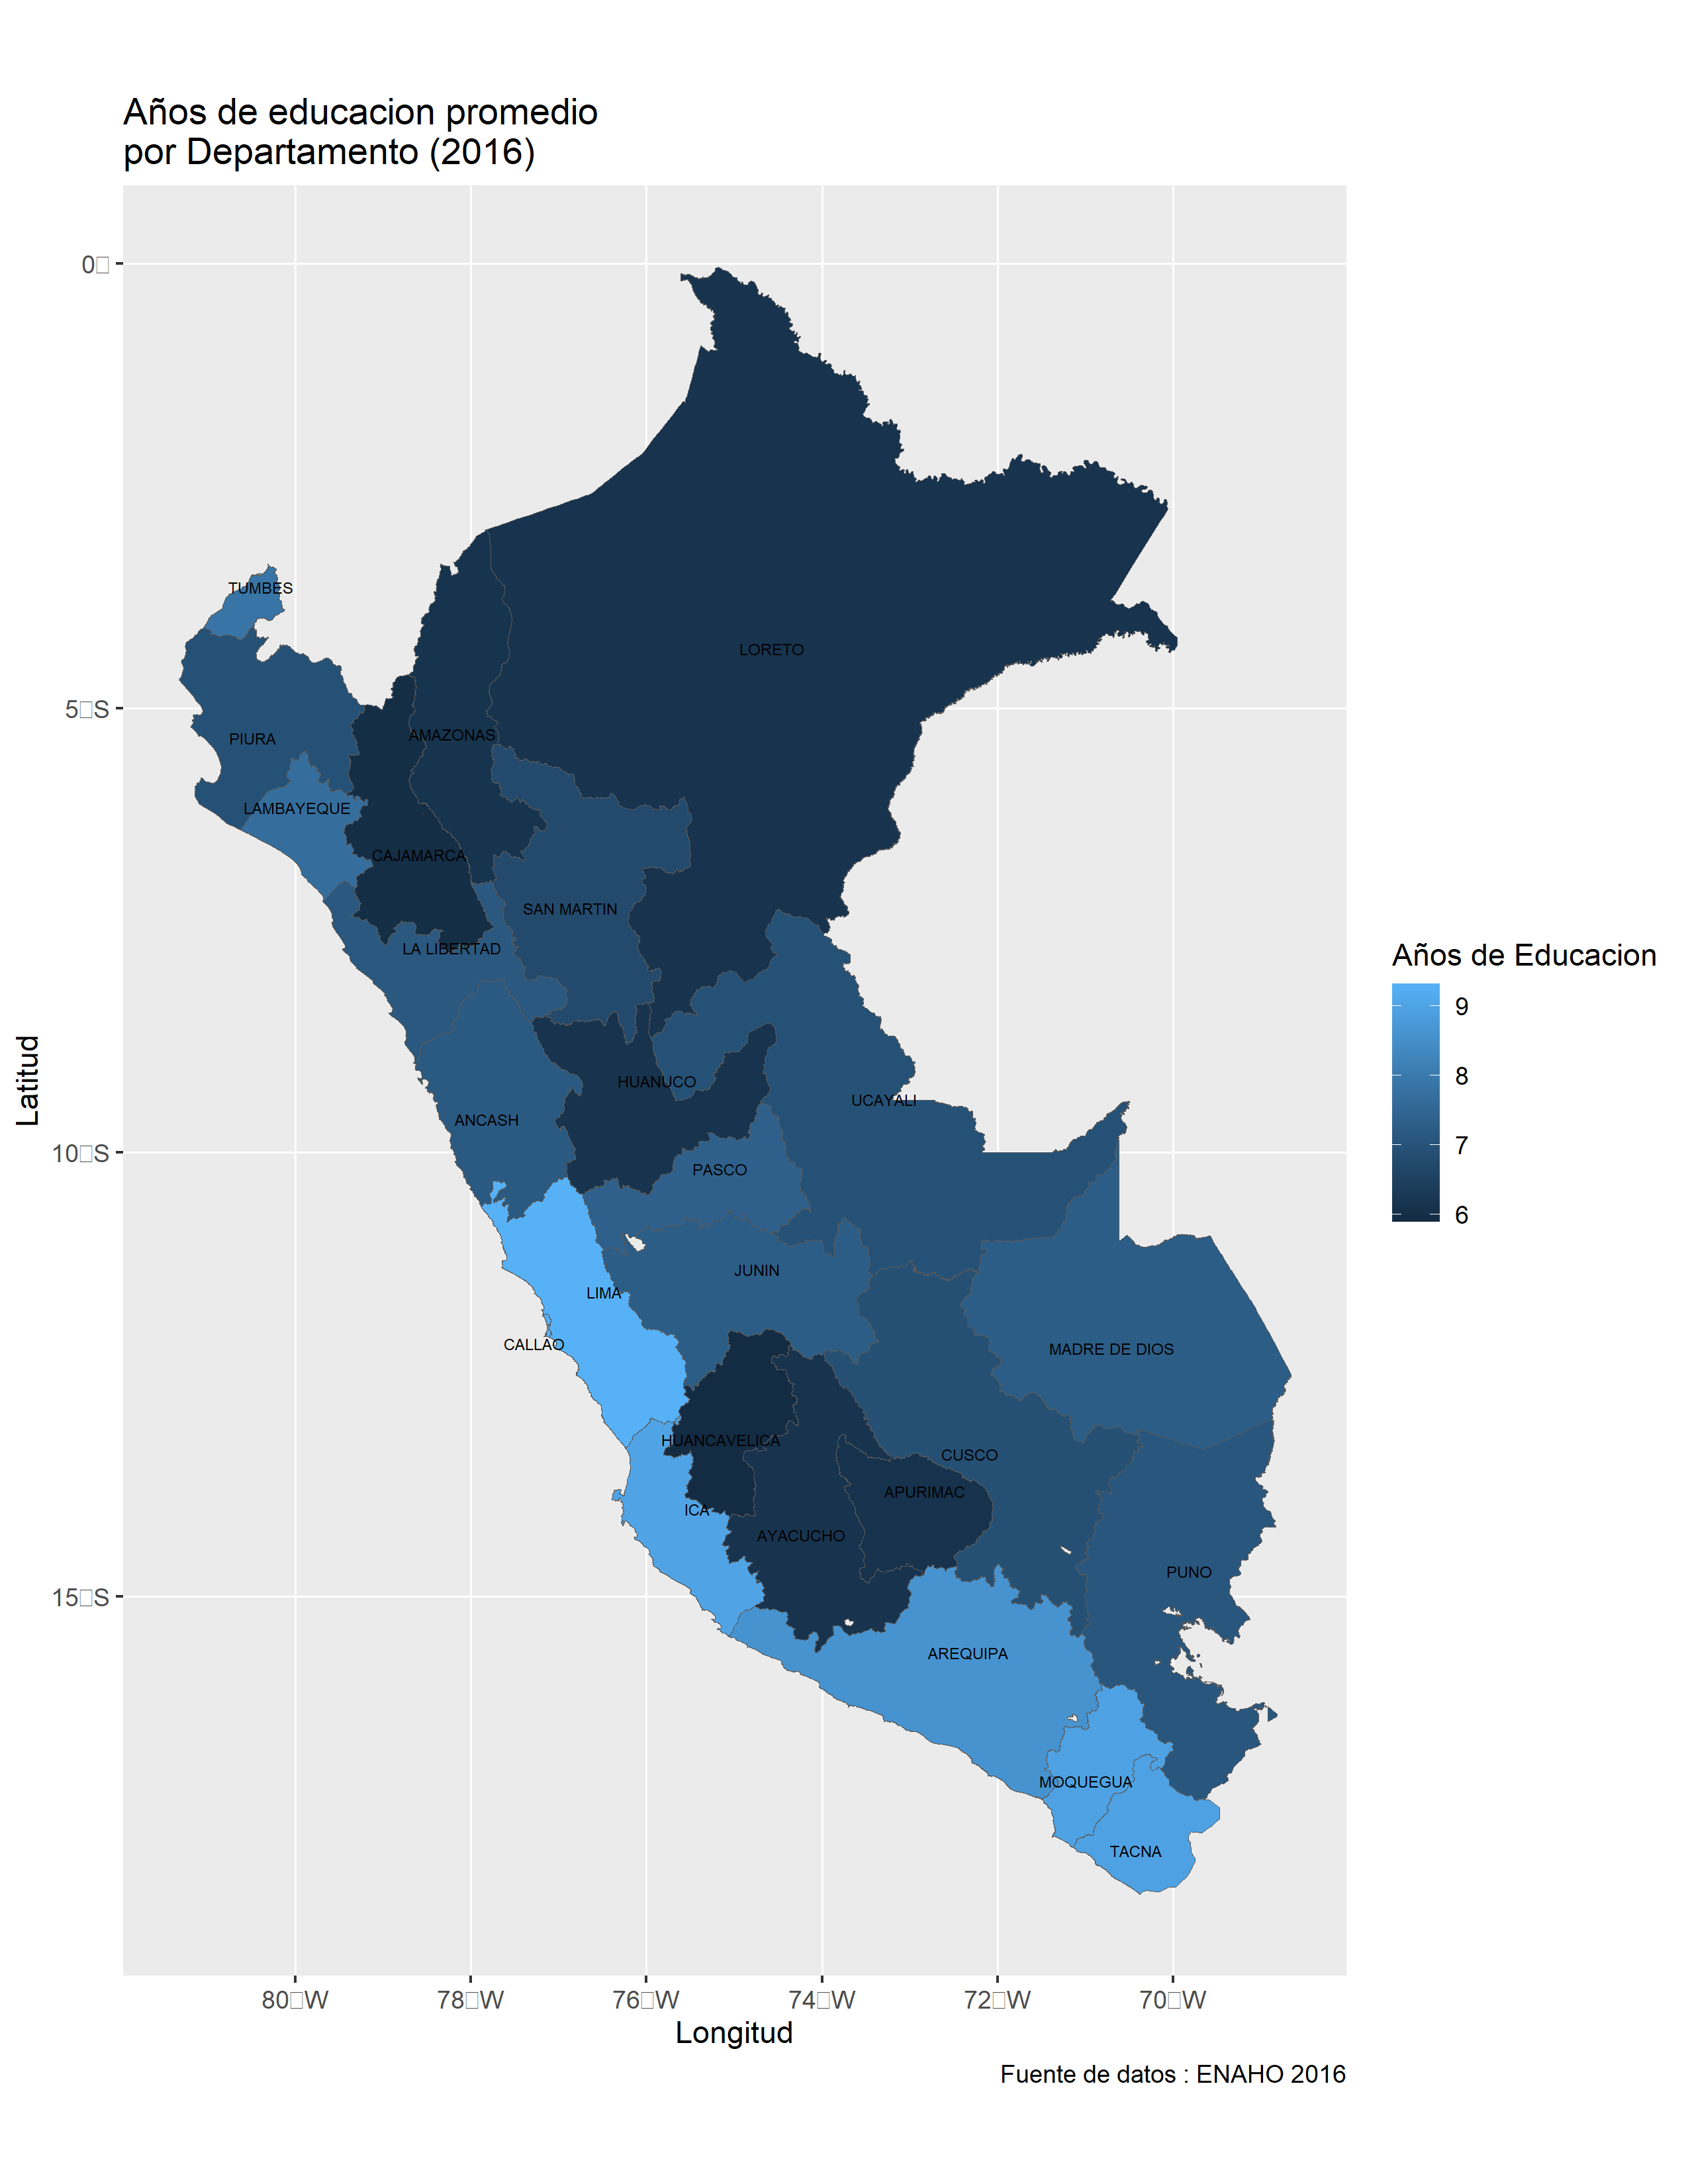 Años de educacion promedio
por Departamento (2016)
0□
5□S
10□S
15□S
Latitud
TUMBES
LORETO
AMAZONAS
PIURA
LAMBAYEQUE
CAJAMARCA
SAN MARTIN
LA LIBERTAD
HUANUCO
UCAYALI
ANCASH
PASCO
JUNIN
LIMA
CALLAO
MADRE DE DIOS
HUANCAVELICA
CUSCO
APURIMAC
ICA
AYACUCHO
PUNO
AREQUIPA
MOQUEGUA
TACNA
Años de Educacion
9
8
7
6
80□W 78□W 76□W 74□W 72□W 70□W
Longitud
Fuente de datos : ENAHO 2016